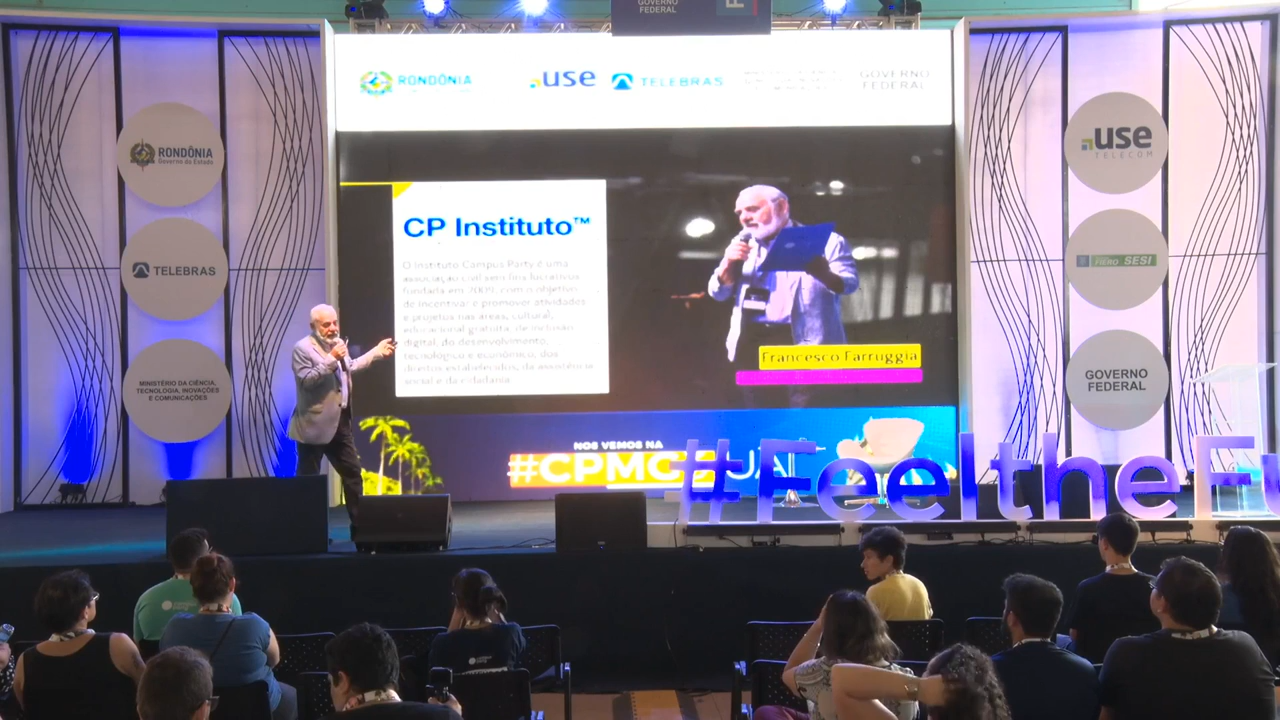 GOVERNO
FEDERAL
RONDÔNIA
use
TELEBRAS
GOVERNO
FEDERAL
RONDÔNIA
Governo do Estado
TELEBRAS
MINISTÉRIO DA CIÊNCIA,
TECNOLOGIA, INOVAÇÕES
E COMUNICAÇÕES
CP Instituto™
O Instituto Campus Party é uma
associação civil sem fins lucrativos
fundada em 2009, com o objetivo
de incentivar e promover atividades
e projetos nas áreas, cultural,
educacional gratuita, de inclusão
digital, do desenvolvimento,
tecnológico e econômico, dos
direitos estabelecidos, da assistência
social e da cidadania
Francesco Farruggia
use
TELECOM
FIERO SESI
GOVERNO
FEDERAL
NOS VEMOS NA
#CPMC
#FeeltheFu